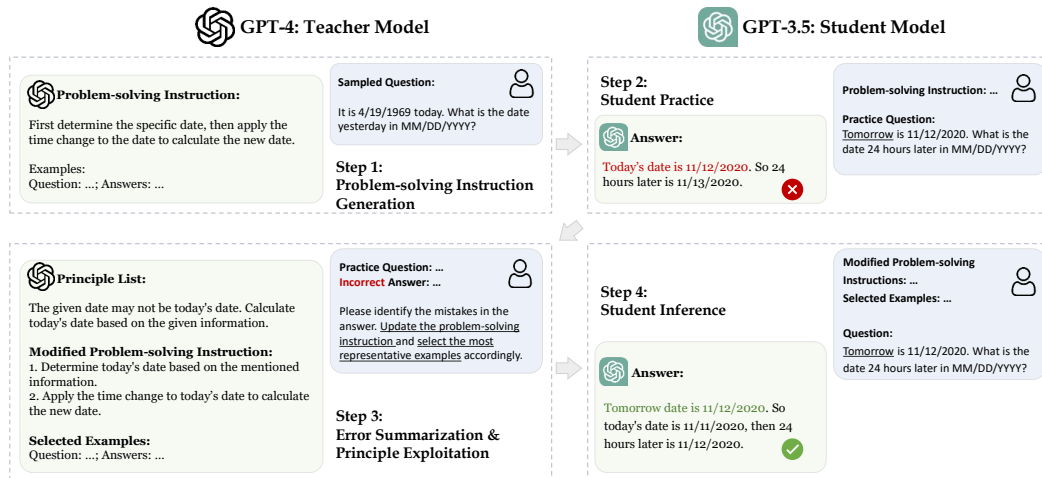 GPT-4: Teacher Model
GPT-3.5: Student Model
Problem-solving Instruction:
First determine the specific date, then apply the
time change to the date to calculate the new date.
Examples:
Question: ...; Answers: ...
Sampled Question:
It is 4/19/1969 today. What is the date
yesterday in MM/DD/YYYY?
Step 1:
Problem-solving Instruction
Generation
Step 2:
Student Practice
Answer:
Today's date is 11/12/2020. So 24
hours later is 11/13/2020.
Problem-solving Instruction: ...
Practice Question:
Tomorrow is 11/12/2020. What is the
date 24 hours later in MM/DD/YYYY?
Principle List:
The given date may not be today's date. Calculate
today's date based on the given information.
Modified Problem-solving Instruction:
1. Determine today's date based on the mentioned
information.
2. Apply the time change to today's date to calculate
the new date.
Selected Examples:
Question: ...; Answers: ...
Practice Question: ...
Incorrect Answer: ...
Please identify the mistakes in the
answer. Update the problem-solving
instruction and select the most
representative examples accordingly.
Step 3:
Error Summarization &
Principle Exploitation
Step 4:
Student Inference
Answer:
Tomorrow date is 11/12/2020. So
today's date is 11/11/2020, then 24
hours later is 11/12/2020.
Modified Problem-solving
Instructions: ...
Selected Examples: ...
Question:
Tomorrow is 11/12/2020. What is the
date 24 hours later in MM/DD/YYYY?